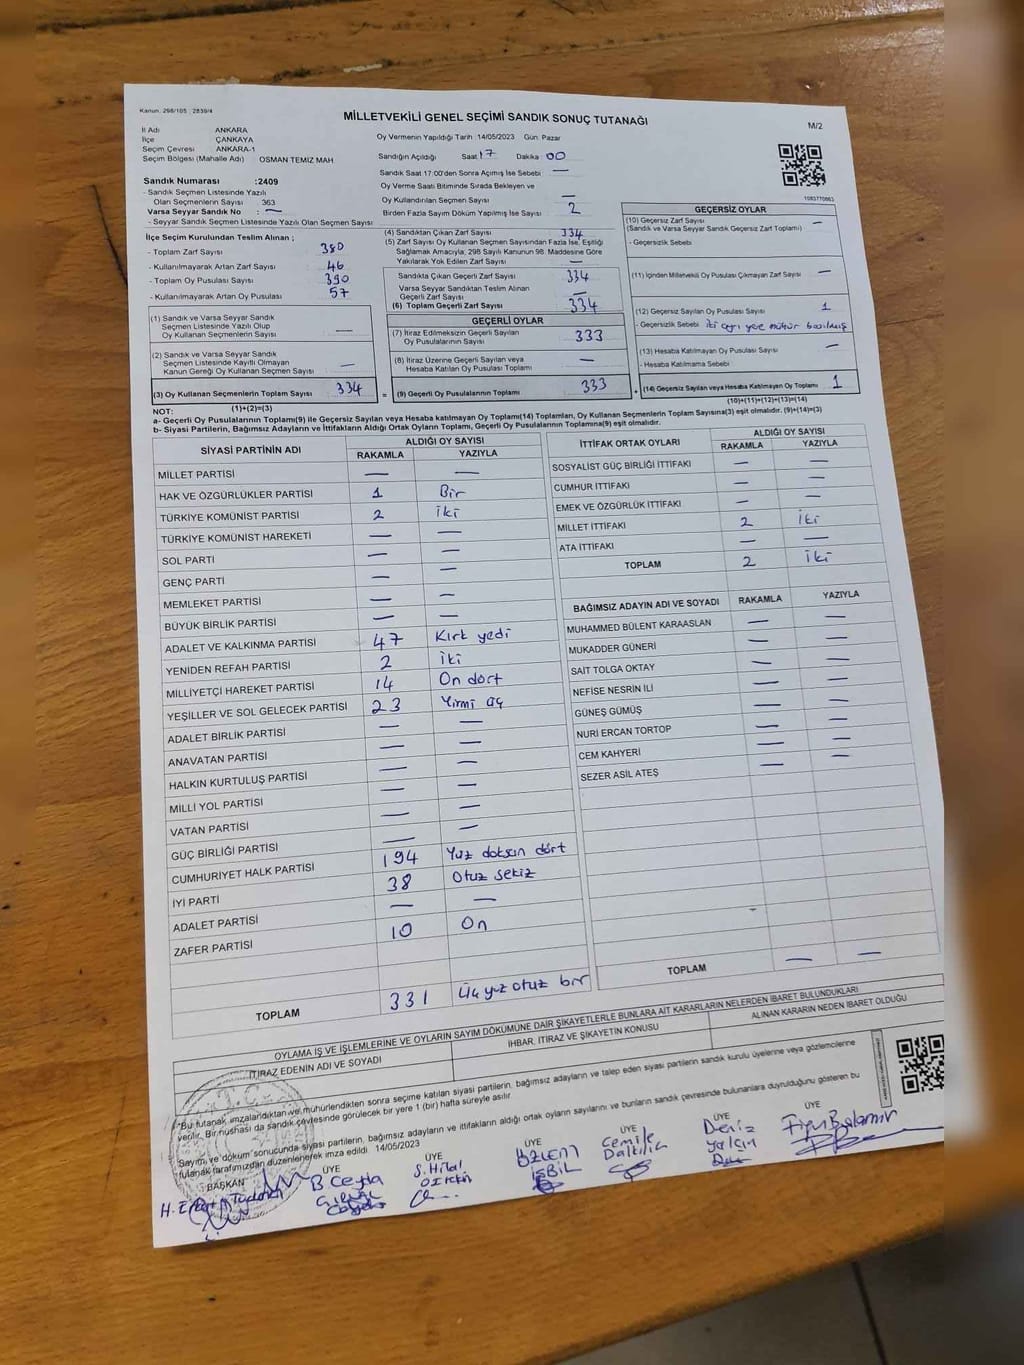 Kanun. 298/105 , 2839/4
MİLLETVEKİLİ GENEL SEÇİMİ SANDIK SONUÇ TUTANAĞI
M/2
İl Adı ANKARA
İlçe ÇANKAYA
Seçim Çevresi ANKARA-1
Seçim Bölgesi (Mahalle Adı) OSMAN TEMİZ MAH.
Sandık Numarası :2409
- Sandık Seçmen Listesinde Yazılı
Olan Seçmenlerin Sayısı : 363
Varsa Seyyar Sandık No : —
- Seyyar Sandık Seçmen Listesinde Yazılı Olan Seçmen Sayısı
İlçe Seçim Kurulundan Teslim Alınan ;
- Toplam Zarf Sayısı 380
- Kullanılmayarak Artan Zarf Sayısı 46
- Toplam Oy Pusulası Sayısı 390
- Kullanılmayarak Artan Oy Pusulası 57
(1) Sandık ve Varsa Seyyar Sandık
Seçmen Listesinde Yazılı Olup
Oy Kullanan Seçmenlerin Sayısı —
(2) Sandık ve Varsa Seyyar Sandık
Seçmen Listesinde Kayıtlı Olmayan
Kanun Gereği Oy Kullanan Seçmen Sayısı —
(3) Oy Kullanan Seçmenlerin Toplam Sayısı 334
(1)+(2)=(3)
Oy Vermenin Yapıldığı Tarih 14/05/2023 Gün: Pazar
Sandığın Açıldığı Saat 17 Dakika 00
Sandık Saat 17:00'den Sonra Açımış İse Sebebi —
Oy Verme Saati Bitiminde Sırada Bekleyen ve
Oy Kullandırılan Seçmen Sayısı —
Birden Fazla Sayım Döküm Yapılmış İse Sayısı 2
(4) Sandıktan Çıkan Zarf Sayısı 334
(5) Zarf Sayısı Oy Kullanan Seçmen Sayısından Fazla İse, Eşitliği
Sağlamak Amacıyla; 298 Sayılı Kanunun 98. Maddesine Göre
Yakılarak Yok Edilen Zarf Sayısı —
Sandıkta Çıkan Geçerli Zarf Sayısı 334
Varsa Seyyar Sandıktan Teslim Alınan
Geçerli Zarf Sayısı —
(6) Toplam Geçerli Zarf Sayısı 334
GEÇERLİ OYLAR
(7) İtiraz Edilmeksizin Geçerli Sayılan
Oy Pusulalarının Sayısı 333
(8) İtiraz Üzerine Geçerli Sayılan veya
Hesaba Katılan Oy Pusulası Toplamı —
= (9) Geçerli Oy Pusulalarının Toplamı 333
1083770863
GEÇERSİZ OYLAR
(10) Geçersiz Zarf Sayısı —
(Sandık ve Varsa Seyyar Sandık Geçersiz Zarf Toplamı)
- Geçersizlik Sebebi
(11) İçinden Milletvekili Oy Pusulası Çıkmayan Zarf Sayısı —
(12) Geçersiz Sayılan Oy Pusulası Sayısı 1
- Geçersizlik Sebebi iki ayrı yere mühür basılmış
(13) Hesaba Katılmayan Oy Pusulası Sayısı —
- Hesaba Katılmama Sebebi
+ (14) Geçersiz Sayılan veya Hesaba Katılmayan Oy Toplamı 1
(10)+(11)+(12)+(13)=(14)
NOT:
a- Geçerli Oy Pusulalarının Toplamı(9) ile Geçersiz Sayılan veya Hesaba katılmayan Oy Toplamı(14) Toplamları, Oy Kullanan Seçmenlerin Toplam Sayısına(3) eşit olmalıdır. (9)+(14)=(3)
b- Siyasi Partilerin, Bağımsız Adayların ve İttifakların Aldığı Ortak Oyların Toplamı, Geçerli Oy Pusulalarının Toplamına(9) eşit olmalıdır.
SİYASİ PARTİNİN ADI ALDIĞI OY SAYISI
RAKAMLA YAZIYLA
MİLLET PARTİSİ — —
HAK VE ÖZGÜRLÜKLER PARTİSİ 1 Bir
TÜRKİYE KOMÜNİST PARTİSİ 2 İki
TÜRKİYE KOMÜNİST HAREKETİ — —
SOL PARTİ — —
GENÇ PARTİ — —
MEMLEKET PARTİSİ — —
BÜYÜK BİRLİK PARTİSİ — —
ADALET VE KALKINMA PARTİSİ 47 Kırk yedi
YENİDEN REFAH PARTİSİ 2 İki
MİLLİYETÇİ HAREKET PARTİSİ 14 On dört
YEŞİLLER VE SOL GELECEK PARTİSİ 23 Yirmi üç
ADALET BİRLİK PARTİSİ — —
ANAVATAN PARTİSİ — —
HALKIN KURTULUŞ PARTİSİ — —
MİLLİ YOL PARTİSİ — —
VATAN PARTİSİ — —
GÜÇ BİRLİĞİ PARTİSİ —
CUMHURİYET HALK PARTİSİ 194 Yüz doksan dört
İYİ PARTİ 38 Otuz sekiz
ADALET PARTİSİ — —
ZAFER PARTİSİ 10 On
TOPLAM 331 Üç yüz otuz bir
İTTİFAK ORTAK OYLARI ALDIĞI OY SAYISI
RAKAMLA YAZIYLA
SOSYALİST GÜÇ BİRLİĞİ İTTİFAKI — —
CUMHUR İTTİFAKI — —
EMEK VE ÖZGÜRLÜK İTTİFAKI — —
MİLLET İTTİFAKI 2 İki
ATA İTTİFAKI — —
TOPLAM 2 İki
BAĞIMSIZ ADAYIN ADI VE SOYADI RAKAMLA YAZIYLA
MUHAMMED BÜLENT KARAASLAN — —
MUKADDER GÜNERİ — —
SAİT TOLGA OKTAY — —
NEFİSE NESRİN İLİ — —
GÜNEŞ GÜMÜŞ — —
NURİ ERCAN TORTOP — —
CEM KAHYERİ — —
SEZER ASİL ATEŞ — —
TOPLAM — —
OYLAMA İŞ VE İŞLEMLERİNE VE OYLARIN SAYIM DÖKÜMÜNE DAİR ŞİKAYETLERLE BUNLARA AİT KARARLARIN NELERDEN İBARET BULUNDUKLARI
İTİRAZ EDENİN ADI VE SOYADI İHBAR, İTİRAZ VE ŞİKAYETİN KONUSU ALINAN KARARIN NEDEN İBARET OLDUĞU
"Bu tutanak imzalandıktan ve mühürlendikten sonra seçime katılan siyasi partilerin, bağımsız adayların ve talep eden siyasi partilerin sandık kurulu üyelerine veya gözlemcilerine
verilir. Bir nüshası da sandık çevresinde görülecek bir yere 1 (bir) hafta süreyle asılır.
Sayım ve döküm sonucunda siyasi partilerin, bağımsız adayların ve ittifakların aldığı ortak oyların sayılarını ve bunların sandık çevresinde bulunanlara duyrulduğunu gösteren bu
tutanak tarafımızdan düzenlenerek imza edildi. 14/05/2023
BAŞKAN ÜYE ÜYE ÜYE ÜYE ÜYE ÜYE
B Ceyda
S. Hilal
ÖZLEM
İŞBİL
Cemile
Dalkılıç
Deniz
Yalçın